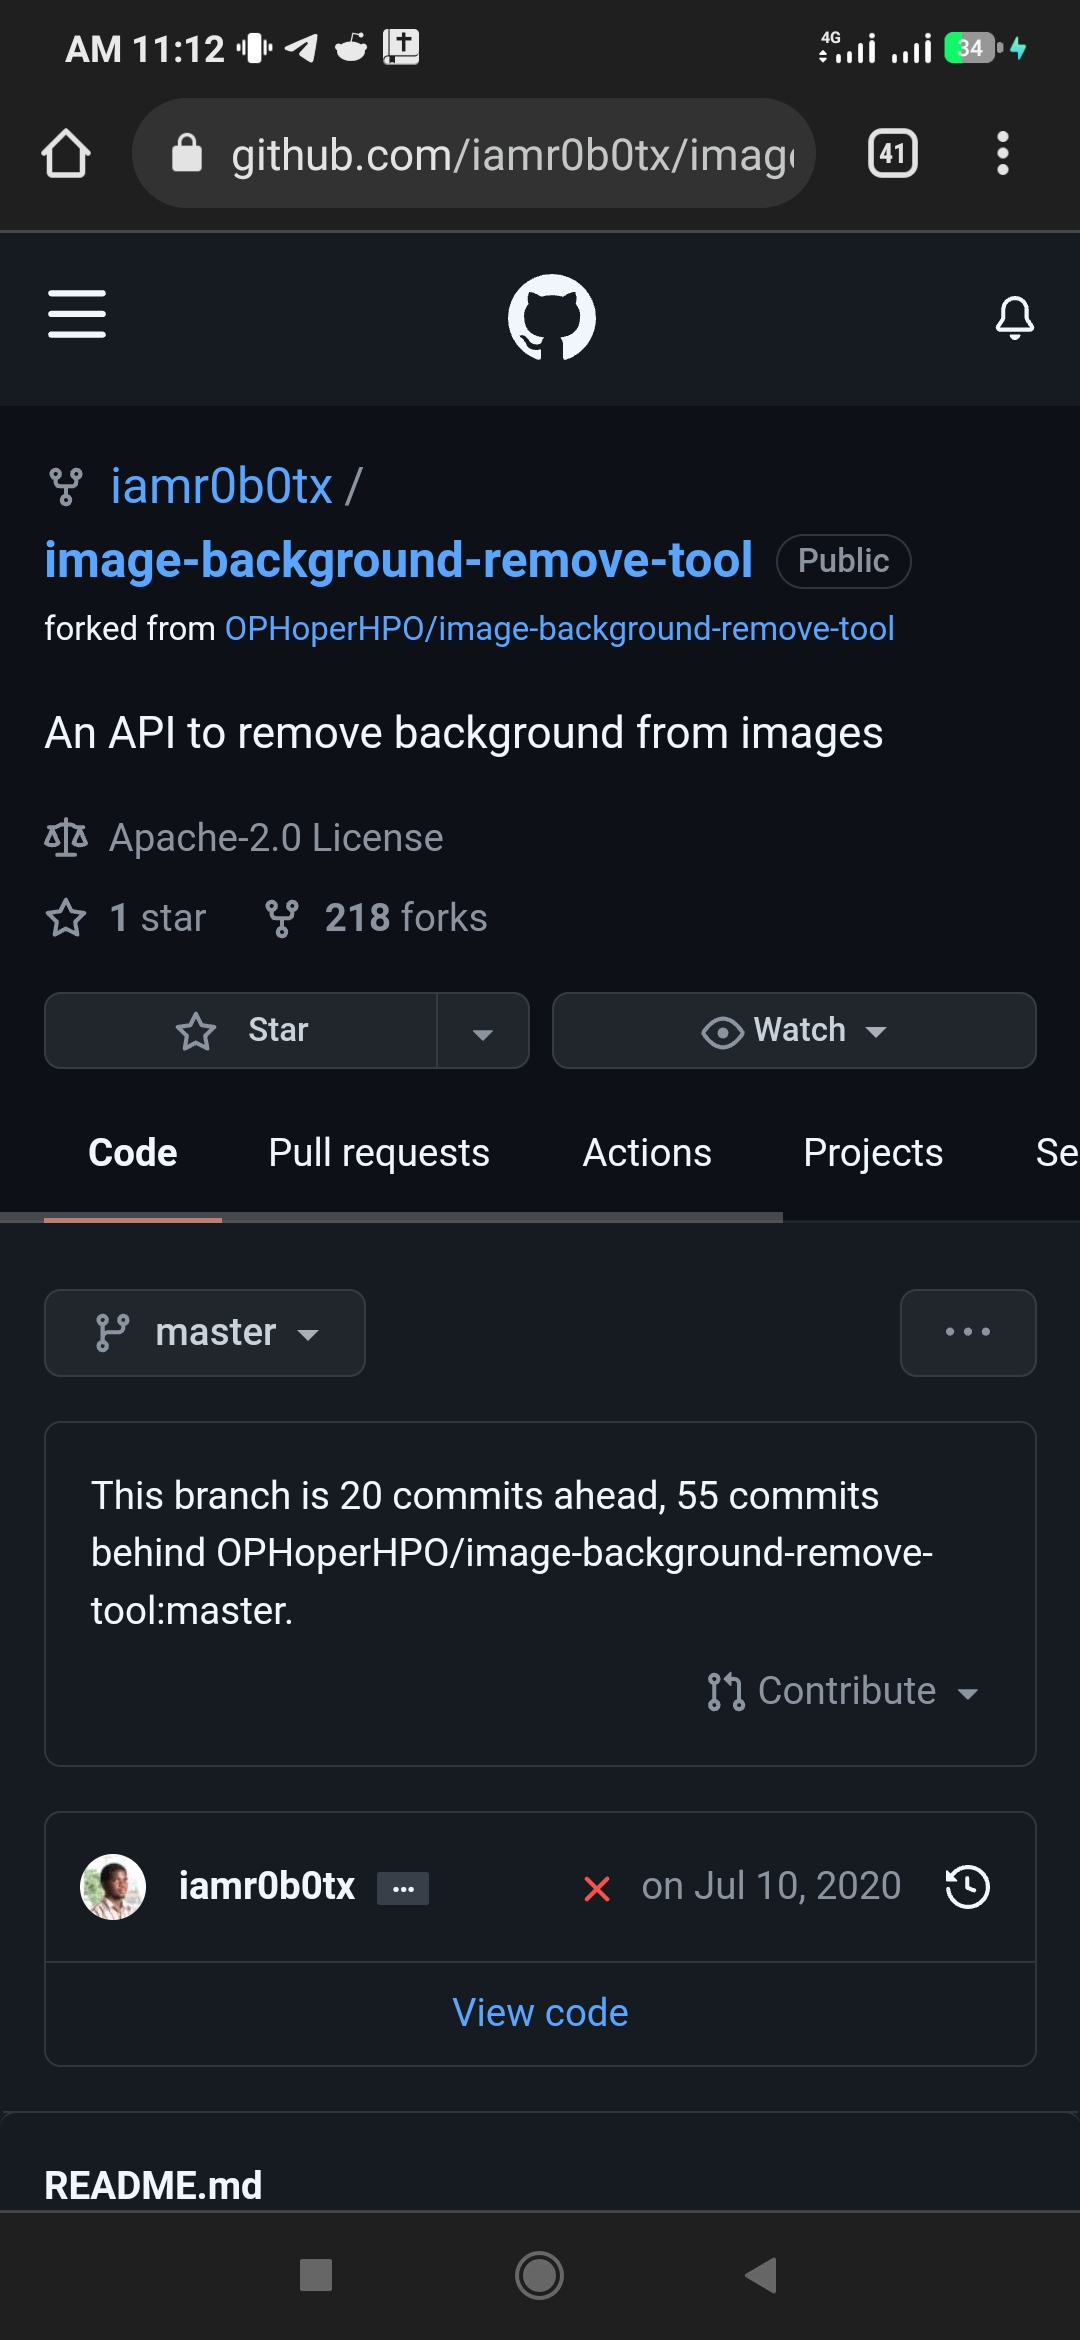 AM 11:12
4G
34
github.com/iamr0b0tx/imag
41
iamr0b0tx /
image-background-remove-tool Public
forked from OPHoperHPO/image-background-remove-tool
An API to remove background from images
Apache-2.0 License
1 star 218 forks
Star Watch
Code Pull requests Actions Projects Se
master ...
This branch is 20 commits ahead, 55 commits
behind OPHoperHPO/image-background-remove-
tool:master.
Contribute
iamr0b0tx ... on Jul 10, 2020
View code
README.md